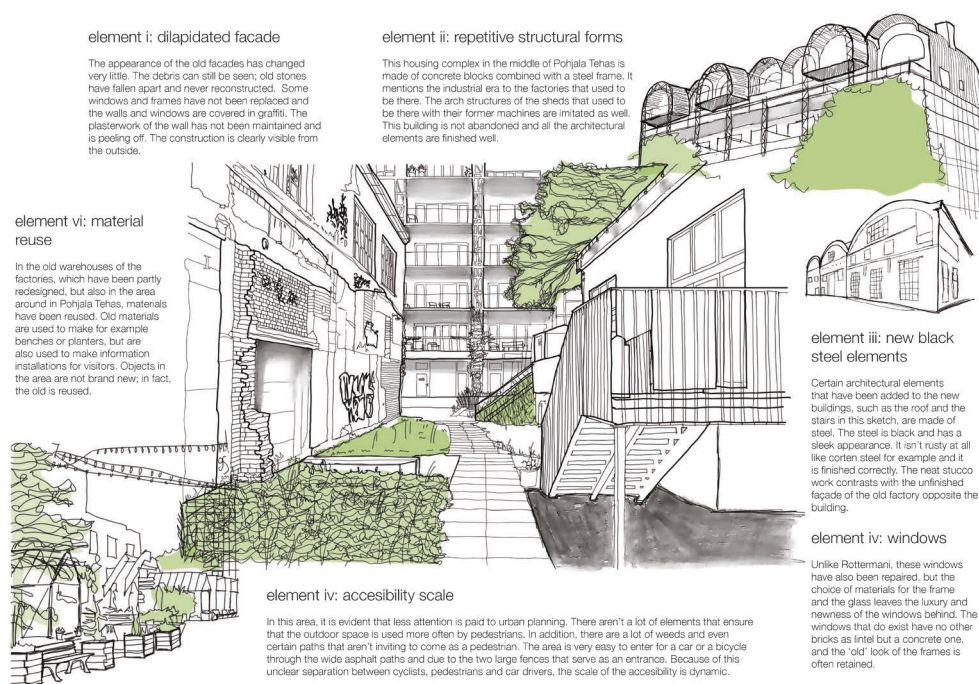 element i: dilapidated facade
The appearance of the old facades has changed
very little. The debris can still be seen; old stones
have fallen apart and never reconstructed.  Some
windows and frames have not been replaced and
the walls and windows are covered in graffiti. The
plasterwork of the wall has not been maintained and
is peeling off. The construction is clearly visible from
the outside.
element ii: repetitive structural forms
This housing complex in the middle of Pohjala Tehas is
made of concrete blocks combined with a steel frame. It
mentions the industrial era to the factories that used to
be there. The arch structures of the sheds that used to
be there with their former machines are imitated as well.
This building is not abandoned and all the architectural
elements are finished well.
element vi: material
reuse
In the old warehouses of the
factories, which have been partly
redesigned, but also in the area
around in Pohjala Tehas, materials
have been reused. Old materials
are used to make for example
benches or planters, but are
also used to make information
installations for visitors. Objects in
the area are not brand new; in fact,
the old is reused.
element iii: new black
steel elements
Certain architectural elements
that have been added to the new
buildings, such as the roof and the
stairs in this sketch, are made of
steel. The steel is black and has a
sleek appearance. It isn't rusty at all
like corten steel for example and it
is finished correctly. The neat stucco
work contrasts with the unfinished
façade of the old factory opposite the
building.
element iv: windows
Unlike Rottermani, these windows
have also been repaired, but the
choice of materials for the frame
and the glass leaves the luxury and
newness of the windows behind. The
windows that do exist have no other
bricks as lintel but a concrete one,
and the 'old' look of the frames is
often retained.
element iv: accesibility scale
In this area, it is evident that less attention is paid to urban planning. There aren't a lot of elements that ensure
that the outdoor space is used more often by pedestrians. In addition, there are a lot of weeds and even
certain paths that aren't inviting to come as a pedestrian. The area is very easy to enter for a car or a bicycle
through the wide asphalt paths and due to the two large fences that serve as an entrance. Because of this
unclear separation between cyclists, pedestrians and car drivers, the scale of the accesibility is dynamic.